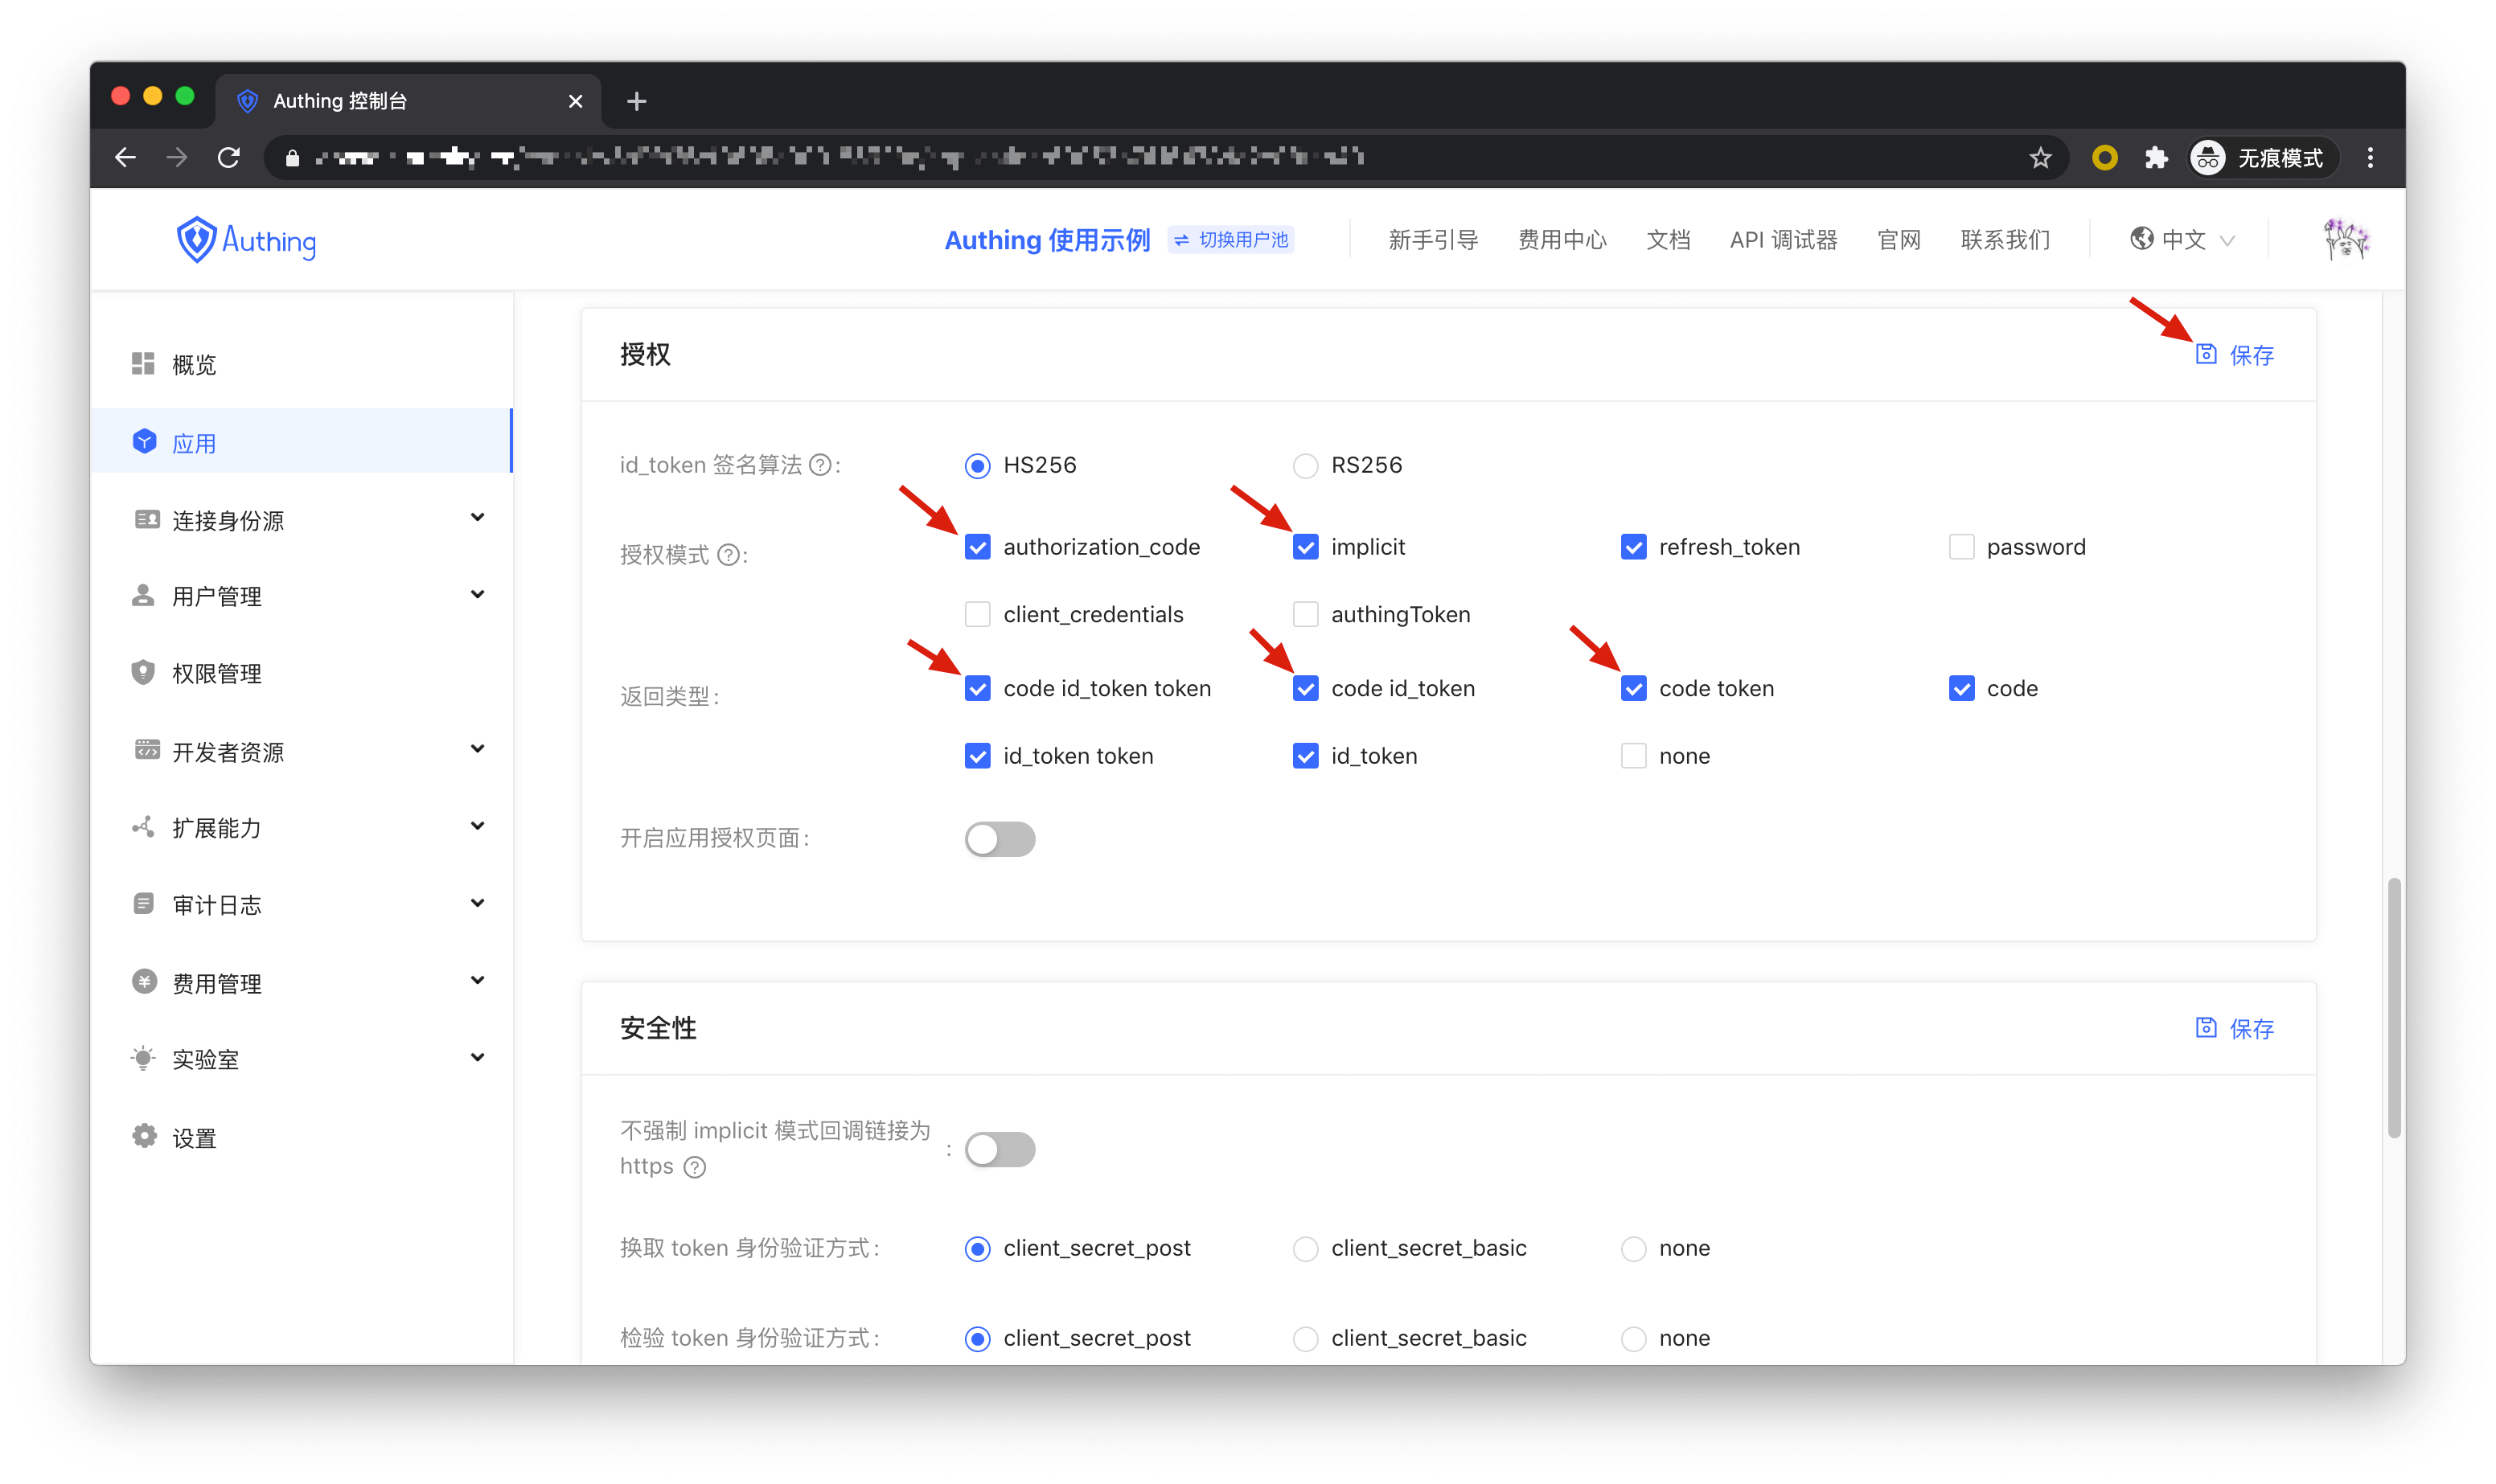 Authing 控制台
无痕模式
Authing
Authing 使用示例 切换用户池 新手引导 费用中心 文档 API 调试器 官网 联系我们 中文
概览
应用
连接身份源
用户管理
权限管理
开发者资源
扩展能力
审计日志
费用管理
实验室
设置
授权 保存
id_token 签名算法 ? : HS256 RS256
授权模式 ? : authorization_code implicit refresh_token password
client_credentials authingToken
返回类型 : code id_token token code id_token code token code
id_token token id_token none
开启应用授权页面 :
安全性 保存
不强制 implicit 模式回调链接为
https ? :
换取 token 身份验证方式 : client_secret_post client_secret_basic none
检验 token 身份验证方式 : client_secret_post client_secret_basic none